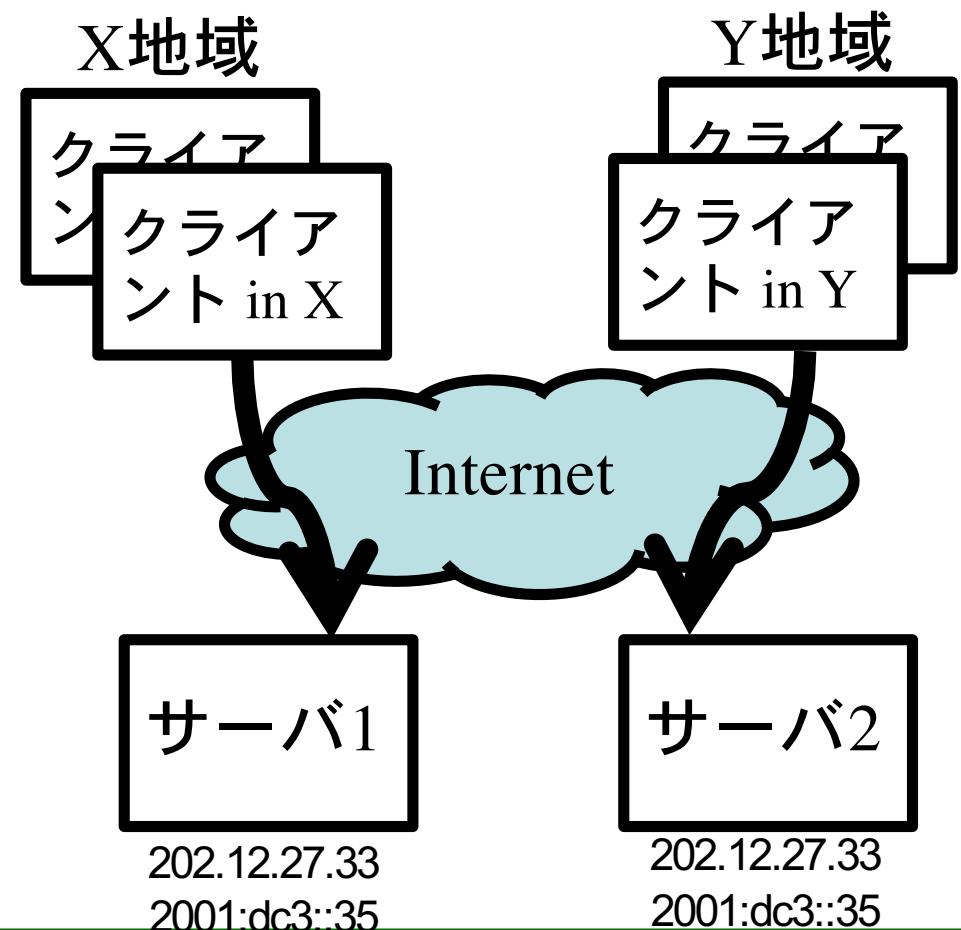 X地域
Y地域
クライア
ン
クライア
ント in X
クライア
クライア
ント in Y
Internet
サーバ1
サーバ2
202.12.27.33
2001:dc3::35
202.12.27.33
2001:dc3::35